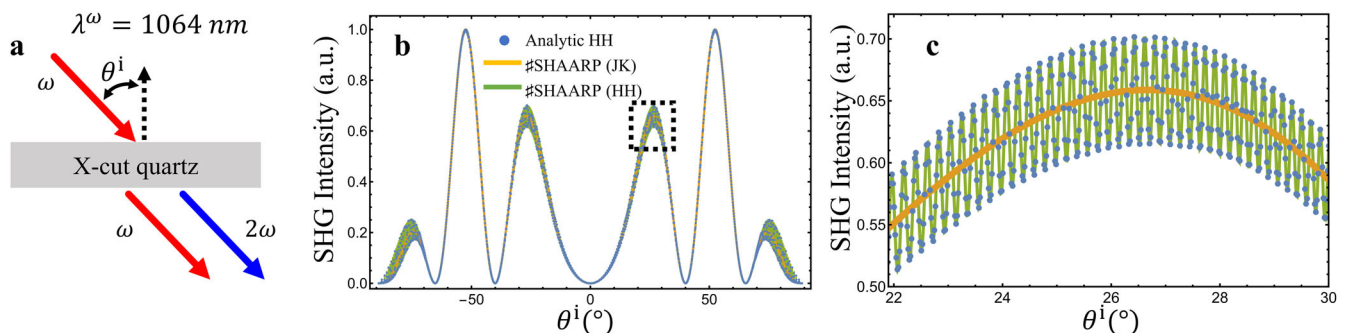 a
λ^ω = 1064 nm
θ^i
ω
X-cut quartz
ω
2ω
b
SHG Intensity (a.u.)
1.0
0.8
0.6
0.4
0.2
0.0
Analytic HH
♯SHAARP (JK)
♯SHAARP (HH)
−50
0
50
θ^i(°)
c
SHG Intensity (a.u.)
0.70
0.65
0.60
0.55
0.50
22
24
26
28
30
θ^i(°)